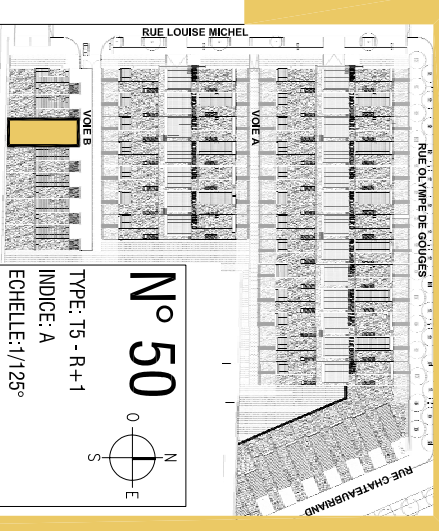 RUE LOUISE MICHEL
VOIE B
VOIE A
RUE OLYMPE DE GOUGES
RUE CHATEAUBRIAND
N° 50
TYPE: T5 - R+1
INDICE: A
ECHELLE:1/125°
O
N
S
E